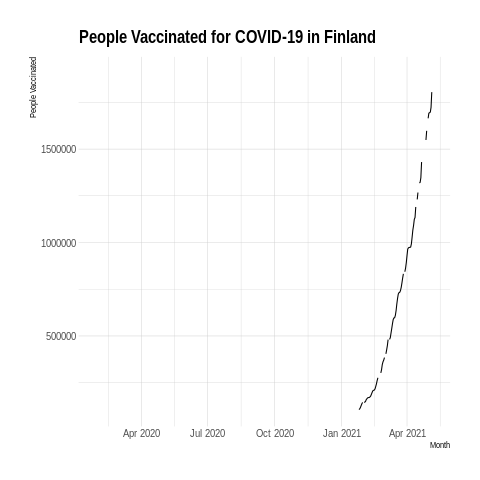 People Vaccinated for COVID-19 in Finland
People Vaccinated
1500000
1000000
500000
Apr 2020 Jul 2020 Oct 2020 Jan 2021 Apr 2021
Month